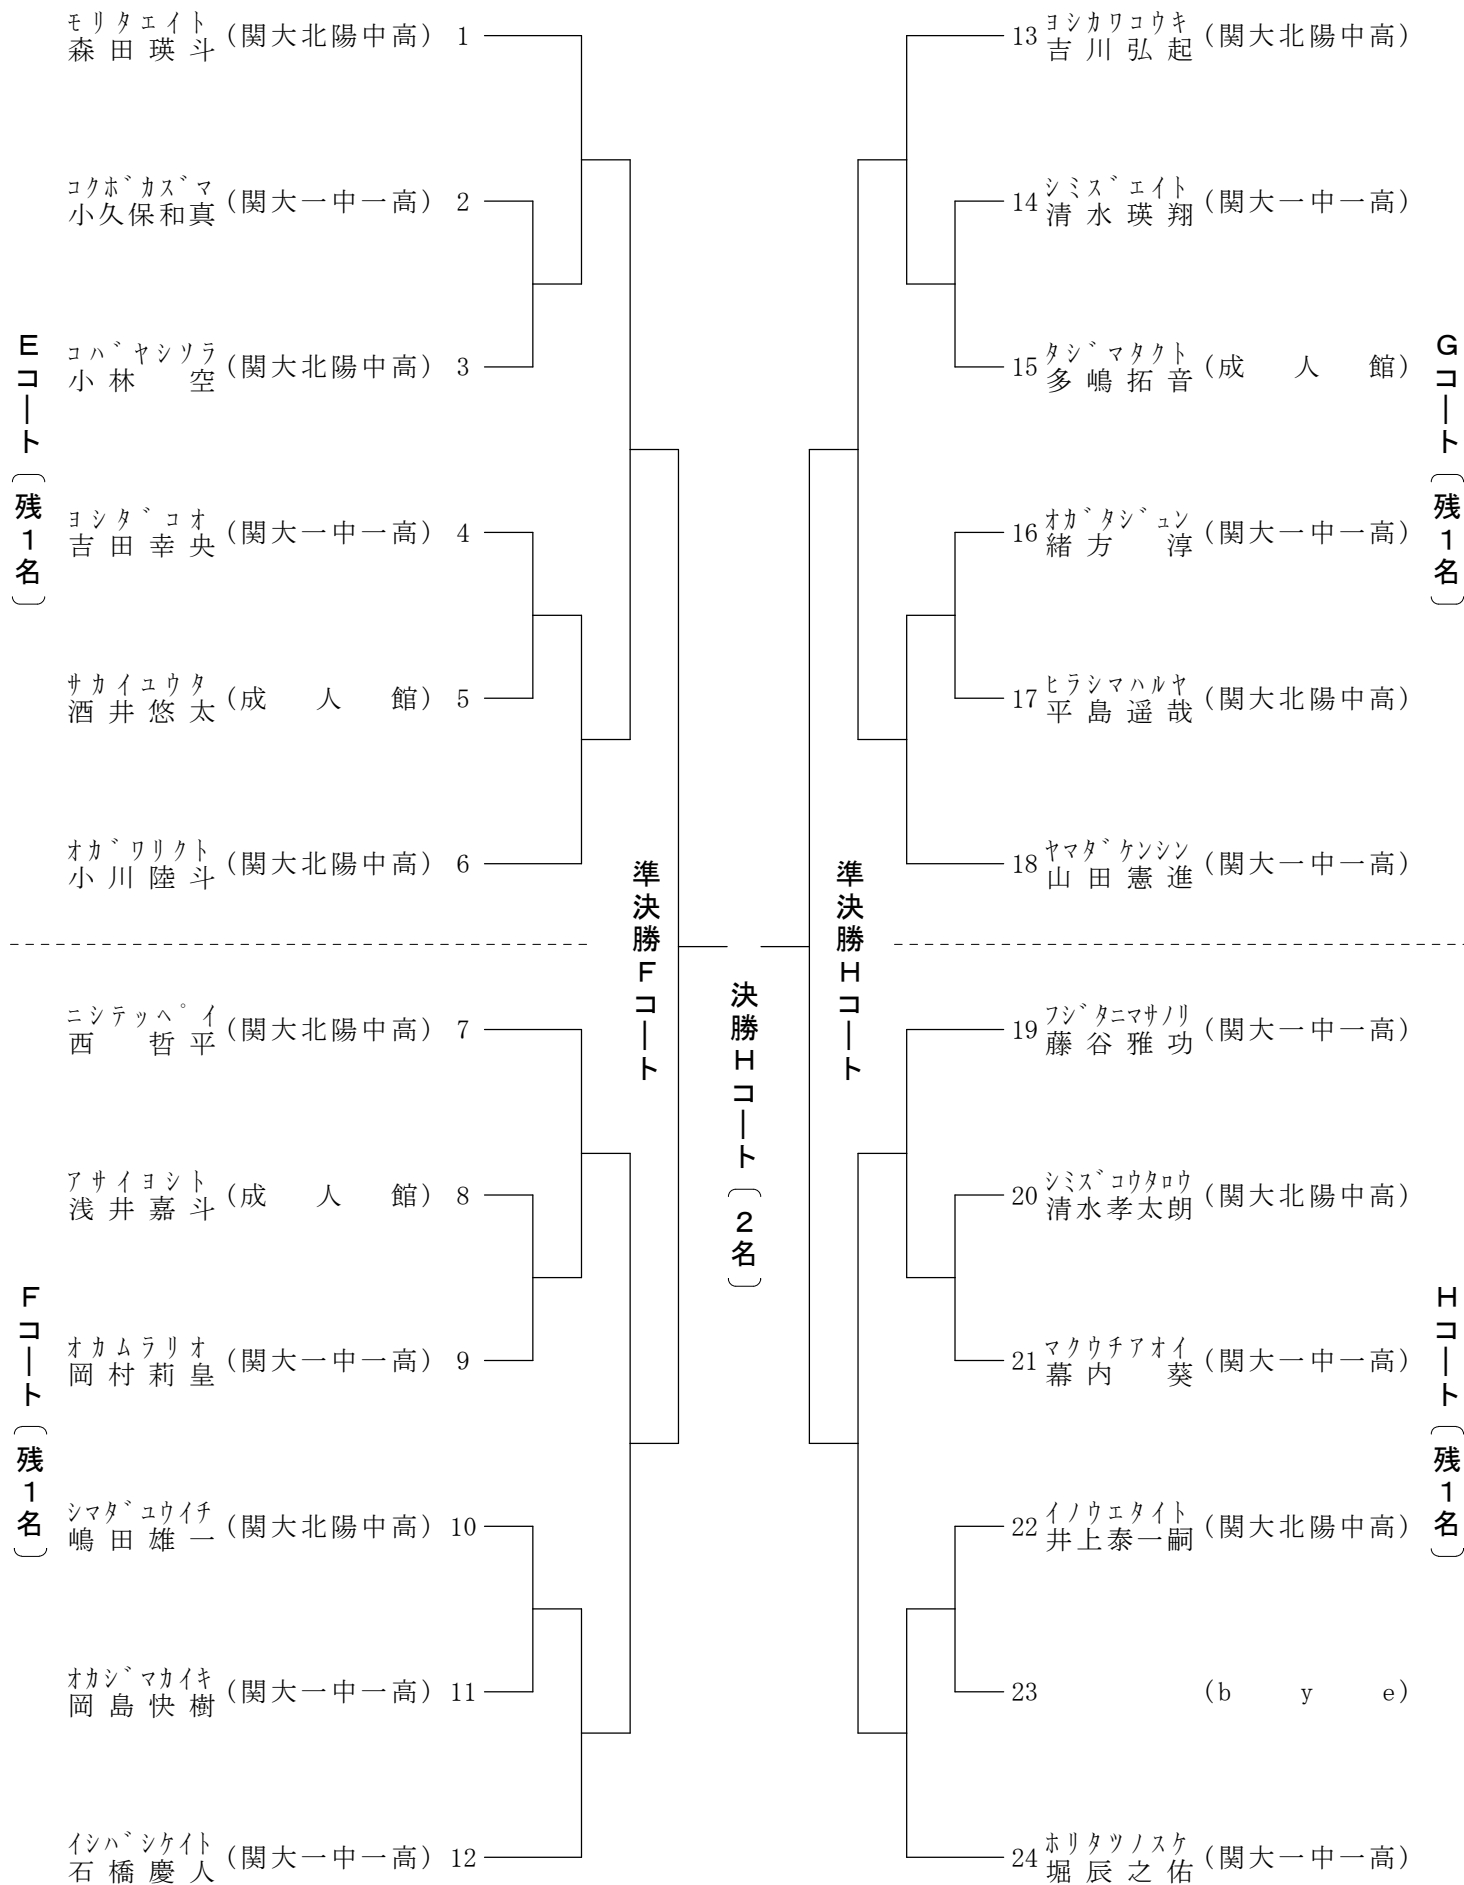 Eコート〔残1名〕
モリタエイト
森田瑛斗 (関大北陽中高) 1
コクボカズマ
小久保和真 (関大一中一高) 2
コバヤシソラ
小林　空 (関大北陽中高) 3
ヨシダコオ
吉田幸央 (関大一中一高) 4
サカイユウタ
酒井悠太 (成人館) 5
オガワリクト
小川陸斗 (関大北陽中高) 6
Fコート〔残1名〕
ニシテッペイ
西　哲平 (関大北陽中高) 7
アサイヨシト
浅井嘉斗 (成人館) 8
オカムラリオ
岡村莉皇 (関大一中一高) 9
シマダユウイチ
嶋田雄一 (関大北陽中高) 10
オカジマカイキ
岡島快樹 (関大一中一高) 11
イシバシケイト
石橋慶人 (関大一中一高) 12
準決勝Fコート
決勝Hコート〔2名〕
準決勝Hコート
Gコート〔残1名〕
ヨシカワコウキ
13 吉川弘起 (関大北陽中高)
シミズエイト
14 清水瑛翔 (関大一中一高)
タジマタクト
15 多嶋拓音 (成人館)
オガタジュン
16 緒方　淳 (関大一中一高)
ヒラシマハルヤ
17 平島遥哉 (関大北陽中高)
ヤマダケンシン
18 山田憲進 (関大一中一高)
Hコート〔残1名〕
フジタニマサノリ
19 藤谷雅功 (関大一中一高)
シミズコウタロウ
20 清水孝太朗 (関大北陽中高)
マクウチアオイ
21 幕内　葵 (関大一中一高)
イノウエタイト
22 井上泰一嗣 (関大北陽中高)
23 (bye)
ホリタツノスケ
24 堀辰之佑 (関大一中一高)